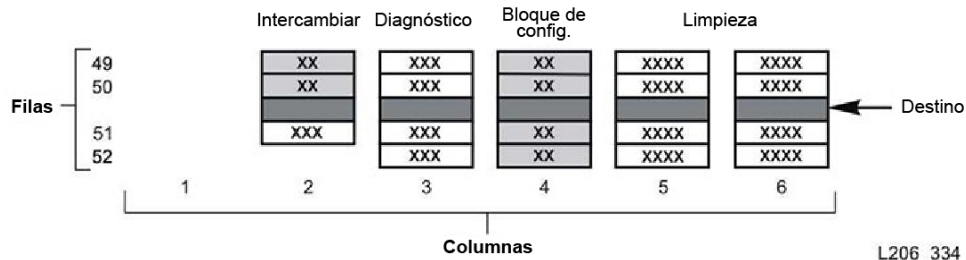 Intercambiar Diagnóstico Bloque de config. Limpieza
49 XX XXX XX XXXX XXXX
50 XX XXX XX XXXX XXXX
Filas Destino
51 XXX XXX XX XXXX XXXX
52 XXX XX XXXX XXXX
1 2 3 4 5 6
Columnas
L206 334